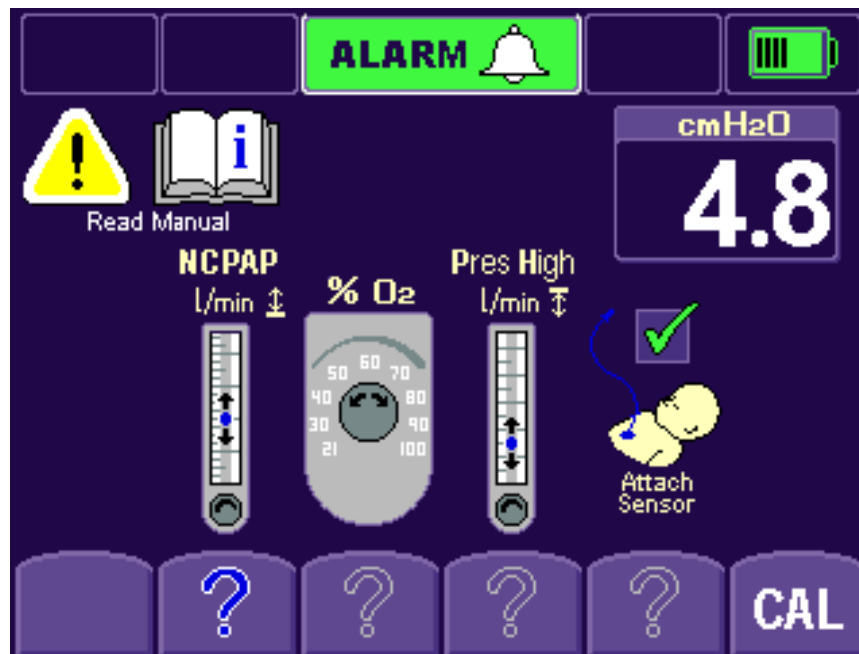 ALARM
!
i
cmH2O
4.8
Read Manual
NCPAP
l/min
% O2
Pres High
l/min
60
50 70
40 80
30 90
21 100
Attach
Sensor
? ? ? ? CAL